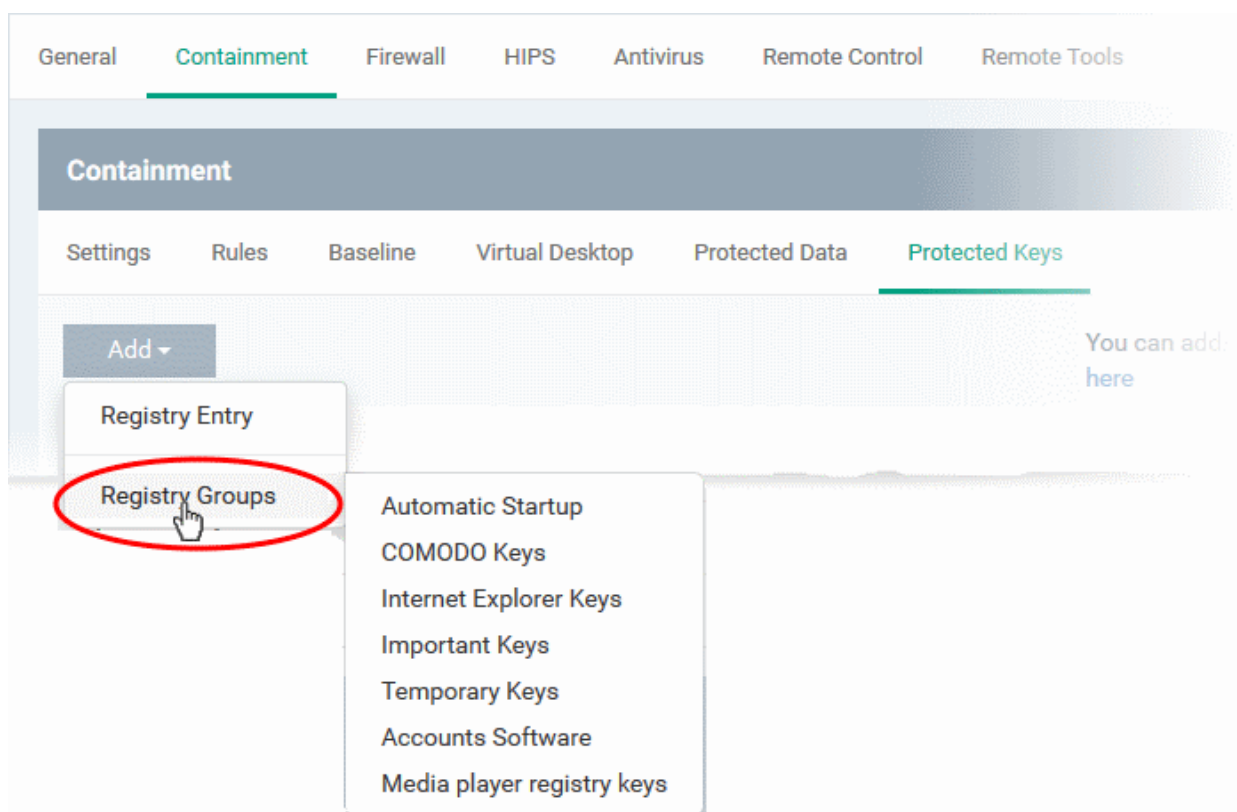 General Containment Firewall HIPS Antivirus Remote Control Remote Tools
Containment
Settings Rules Baseline Virtual Desktop Protected Data Protected Keys
Add
You can add
here
Registry Entry
Registry Groups
Automatic Startup
COMODO Keys
Internet Explorer Keys
Important Keys
Temporary Keys
Accounts Software
Media player registry keys